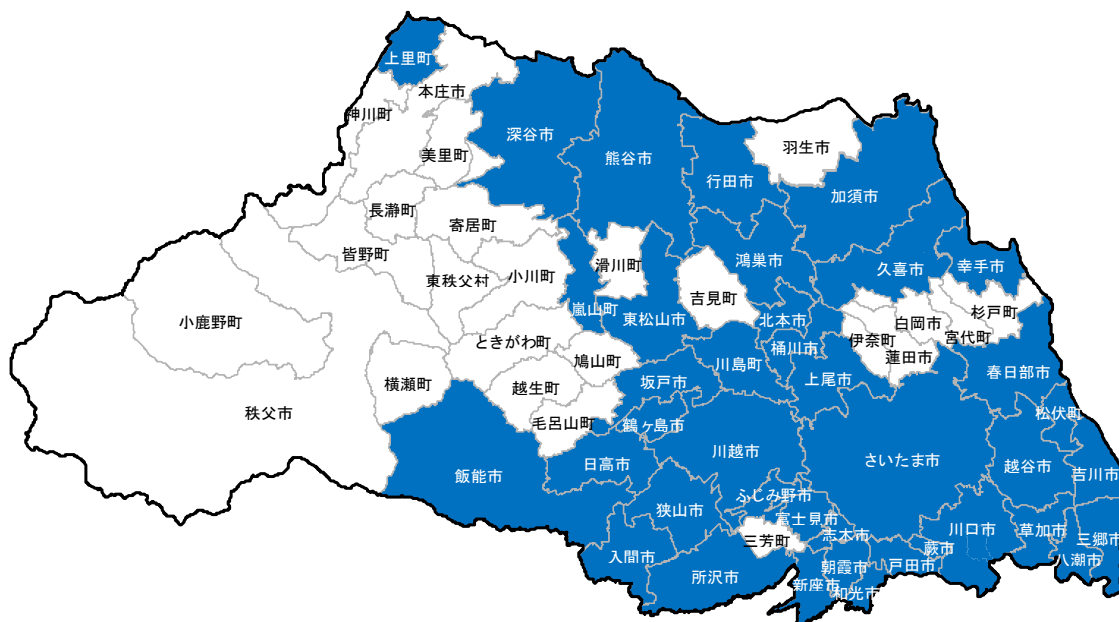 上里町
本庄市
神川町
美里町
深谷市
熊谷市
羽生市
行田市
加須市
長瀞町
寄居町
皆野町
東秩父村
小川町
滑川町
鴻巣市
久喜市
幸手市
吉見町
嵐山町
東松山市
北本市
杉戸町
白岡市
宮代町
小鹿野町
ときがわ町
伊奈町
蓮田市
桶川市
鳩山町
川島町
上尾市
春日部市
横瀬町
越生町
坂戸市
秩父市
毛呂山町
鶴ヶ島市
松伏町
川越市
さいたま市
越谷市
日高市
飯能市
吉川市
ふじみ野市
狭山市
富士見市
志木市
三芳町
川口市
草加市
三郷市
蕨市
入間市
所沢市
朝霞市
戸田市
八潮市
新座市
和光市